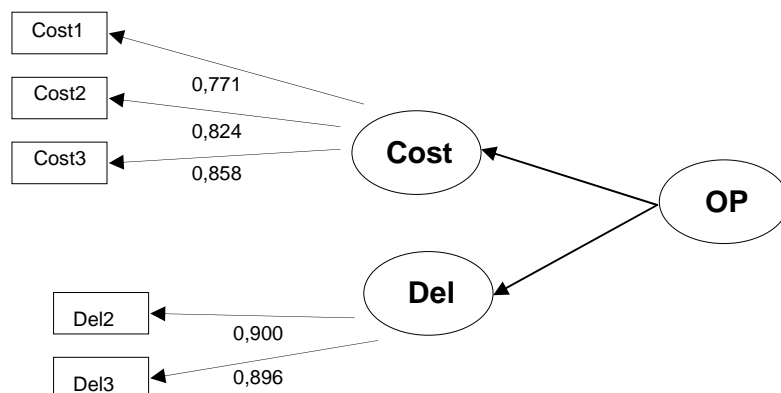 Cost1
0,771
Cost2
0,824
Cost3
0,858
Cost
OP
Del
Del2
0,900
Del3
0,896